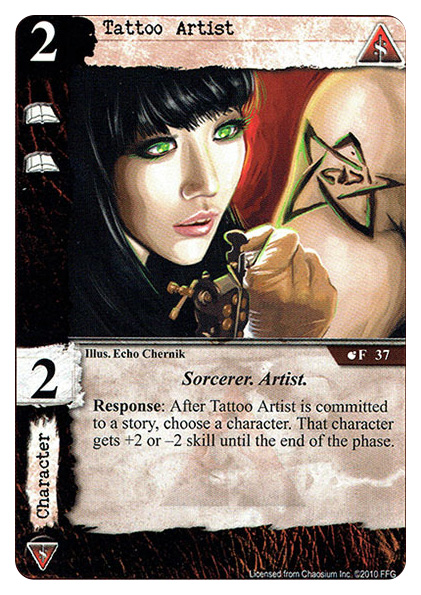 2
Tattoo Artist
Illus. Echo Chernik
F 37
2
Sorcerer. Artist.
Response: After Tattoo Artist is committed
to a story, choose a character. That character
gets +2 or –2 skill until the end of the phase.
Character
Licensed from Chaosium Inc. ©2010 FFG